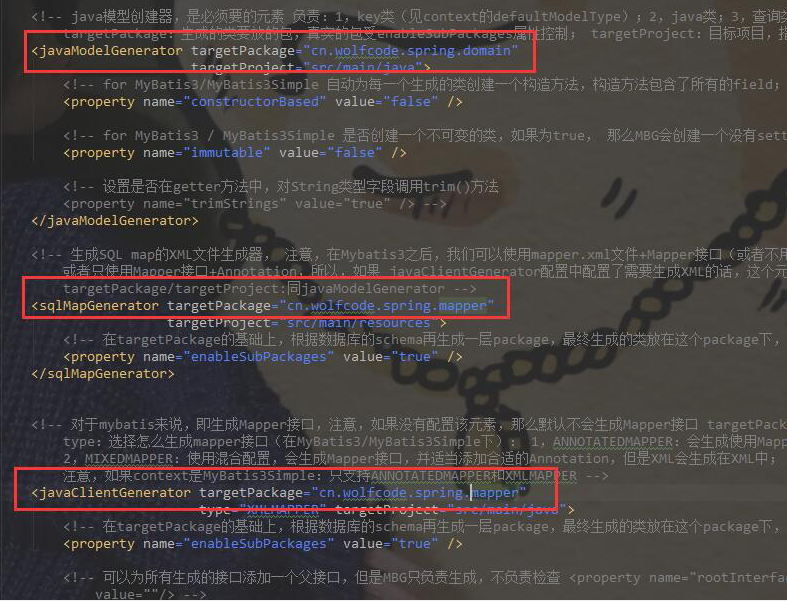 <!-- java模型创建器，是必须要的元素 负责：1，key类（见context的defaultModelType）；2，java类；3，查询类
targetPackage：生成的类要放的包，真实的包受enableSubPackages属性控制； targetProject：目标项目，指
<javaModelGenerator targetPackage="cn.wolfcode.spring.domain"
targetProject="src/main/java">
<!-- for MyBatis3/MyBatis3Simple 自动为每一个生成的类创建一个构造方法，构造方法包含了所有的field；
<property name="constructorBased" value="false" />
<!-- for MyBatis3 / MyBatis3Simple 是否创建一个不可变的类，如果为true， 那么MBG会创建一个没有sett
<property name="immutable" value="false" />
<!-- 设置是否在getter方法中，对String类型字段调用trim()方法
<property name="trimStrings" value="true" /> -->
</javaModelGenerator>
<!-- 生成SQL map的XML文件生成器， 注意，在Mybatis3之后，我们可以使用mapper.xml文件+Mapper接口（或者不用
或者只使用Mapper接口+Annotation，所以，如果 javaClientGenerator配置中配置了需要生成XML的话，这个元
targetPackage/targetProject:同javaModelGenerator -->
<sqlMapGenerator targetPackage="cn.wolfcode.spring.mapper"
targetProject="src/main/resources">
<!-- 在targetPackage的基础上，根据数据库的schema再生成一层package，最终生成的类放在这个package下，
<property name="enableSubPackages" value="true" />
</sqlMapGenerator>
<!-- 对于mybatis来说，即生成Mapper接口，注意，如果没有配置该元素，那么默认不会生成Mapper接口 targetPack
type：选择怎么生成mapper接口（在MyBatis3/MyBatis3Simple下）： 1，ANNOTATEDMAPPER：会生成使用Mapp
2，MIXEDMAPPER：使用混合配置，会生成Mapper接口，并适当添加合适的Annotation，但是XML会生成在XML中；
注意，如果context是MyBatis3Simple：只支持ANNOTATEDMAPPER和XMLMAPPER -->
<javaClientGenerator targetPackage="cn.wolfcode.spring.mapper"
type="XMLMAPPER" targetProject="src/main/java">
<!-- 在targetPackage的基础上，根据数据库的schema再生成一层package，最终生成的类放在这个package下，
<property name="enableSubPackages" value="true" />
<!-- 可以为所有生成的接口添加一个父接口，但是MBG只负责生成，不负责检查 <property name="rootInterfa
value=""/> -->